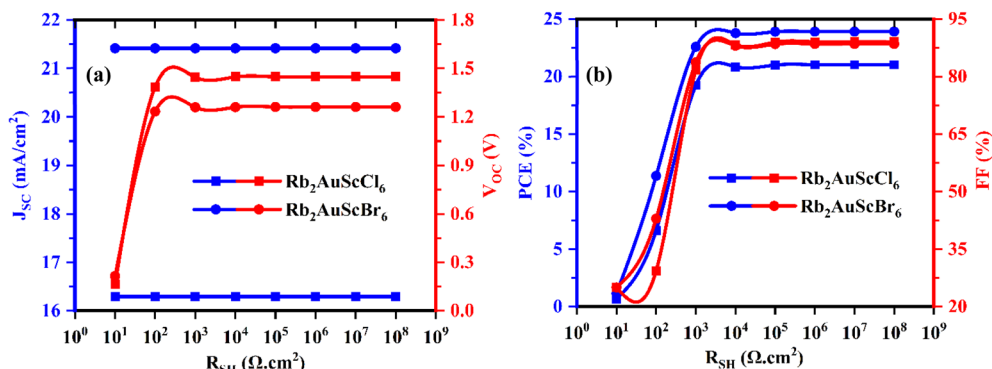 (a)
J_SC (mA/cm²)
22
21
20
19
18
17
16
1.8
1.5
1.2
0.9
0.6
0.3
0.0
V_OC (V)
Rb₂AuScCl₆
Rb₂AuScBr₆
10⁰ 10¹ 10² 10³ 10⁴ 10⁵ 10⁶ 10⁷ 10⁸ 10⁹
R_SH (Ω.cm²)
(b)
PCE (%)
25
20
15
10
5
0
95
80
65
50
35
20
FF (%)
Rb₂AuScCl₆
Rb₂AuScBr₆
10⁰ 10¹ 10² 10³ 10⁴ 10⁵ 10⁶ 10⁷ 10⁸ 10⁹
R_SH (Ω.cm²)